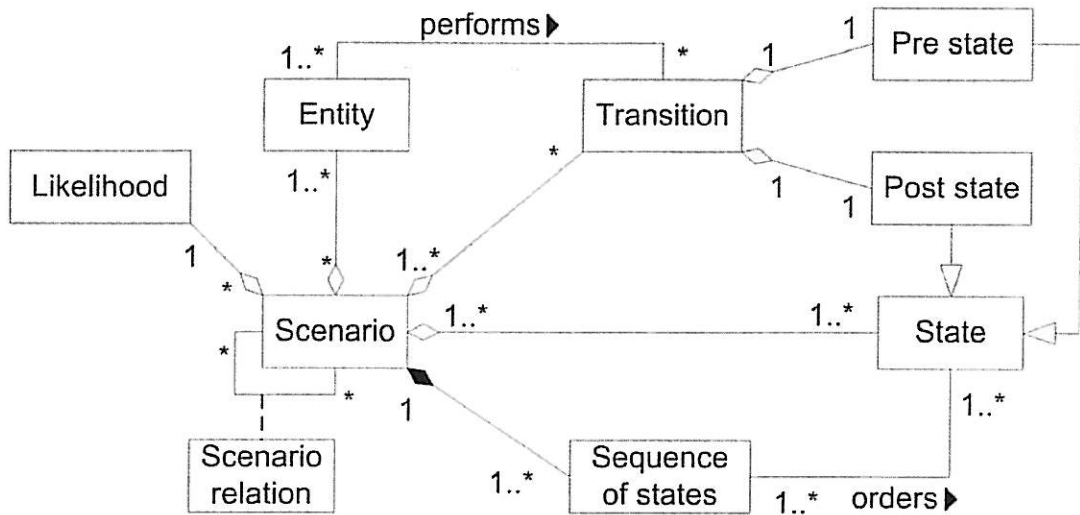 performs
1..*
*
1
1
Pre state
Entity
Transition
Likelihood
1..*
*
1
1
Post state
1
*
*
1..*
Scenario
1..*
1..*
State
*
*
1
1..*
Scenario
relation
1..*
Sequence
of states
1..*
orders